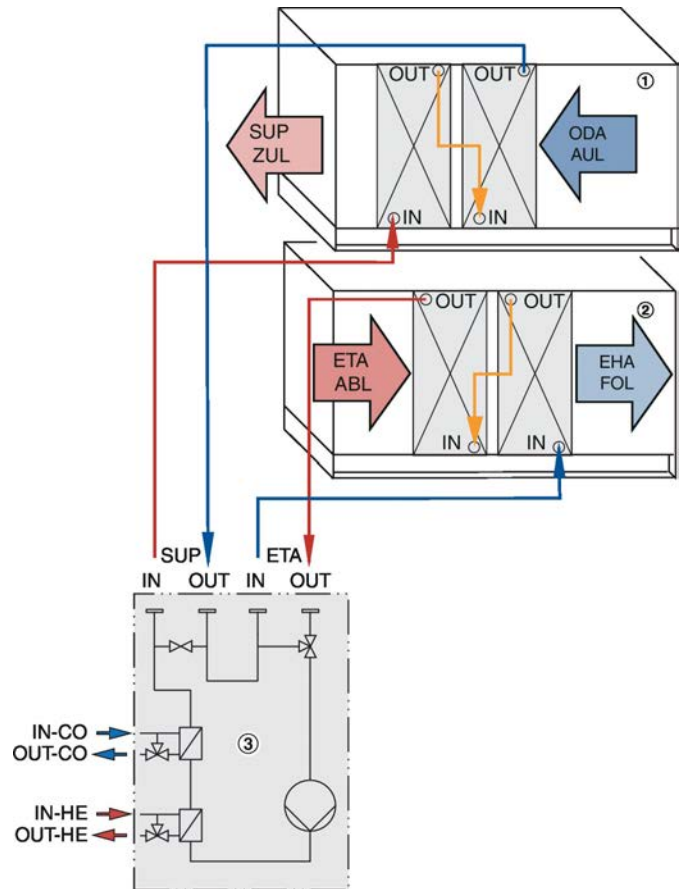 OUT OUT ①
SUP
ZUL
ODA
AUL
IN IN
OUT OUT ②
ETA
ABL
EHA
FOL
IN IN
SUP ETA
IN OUT IN OUT
IN-CO
OUT-CO
③
IN-HE
OUT-HE